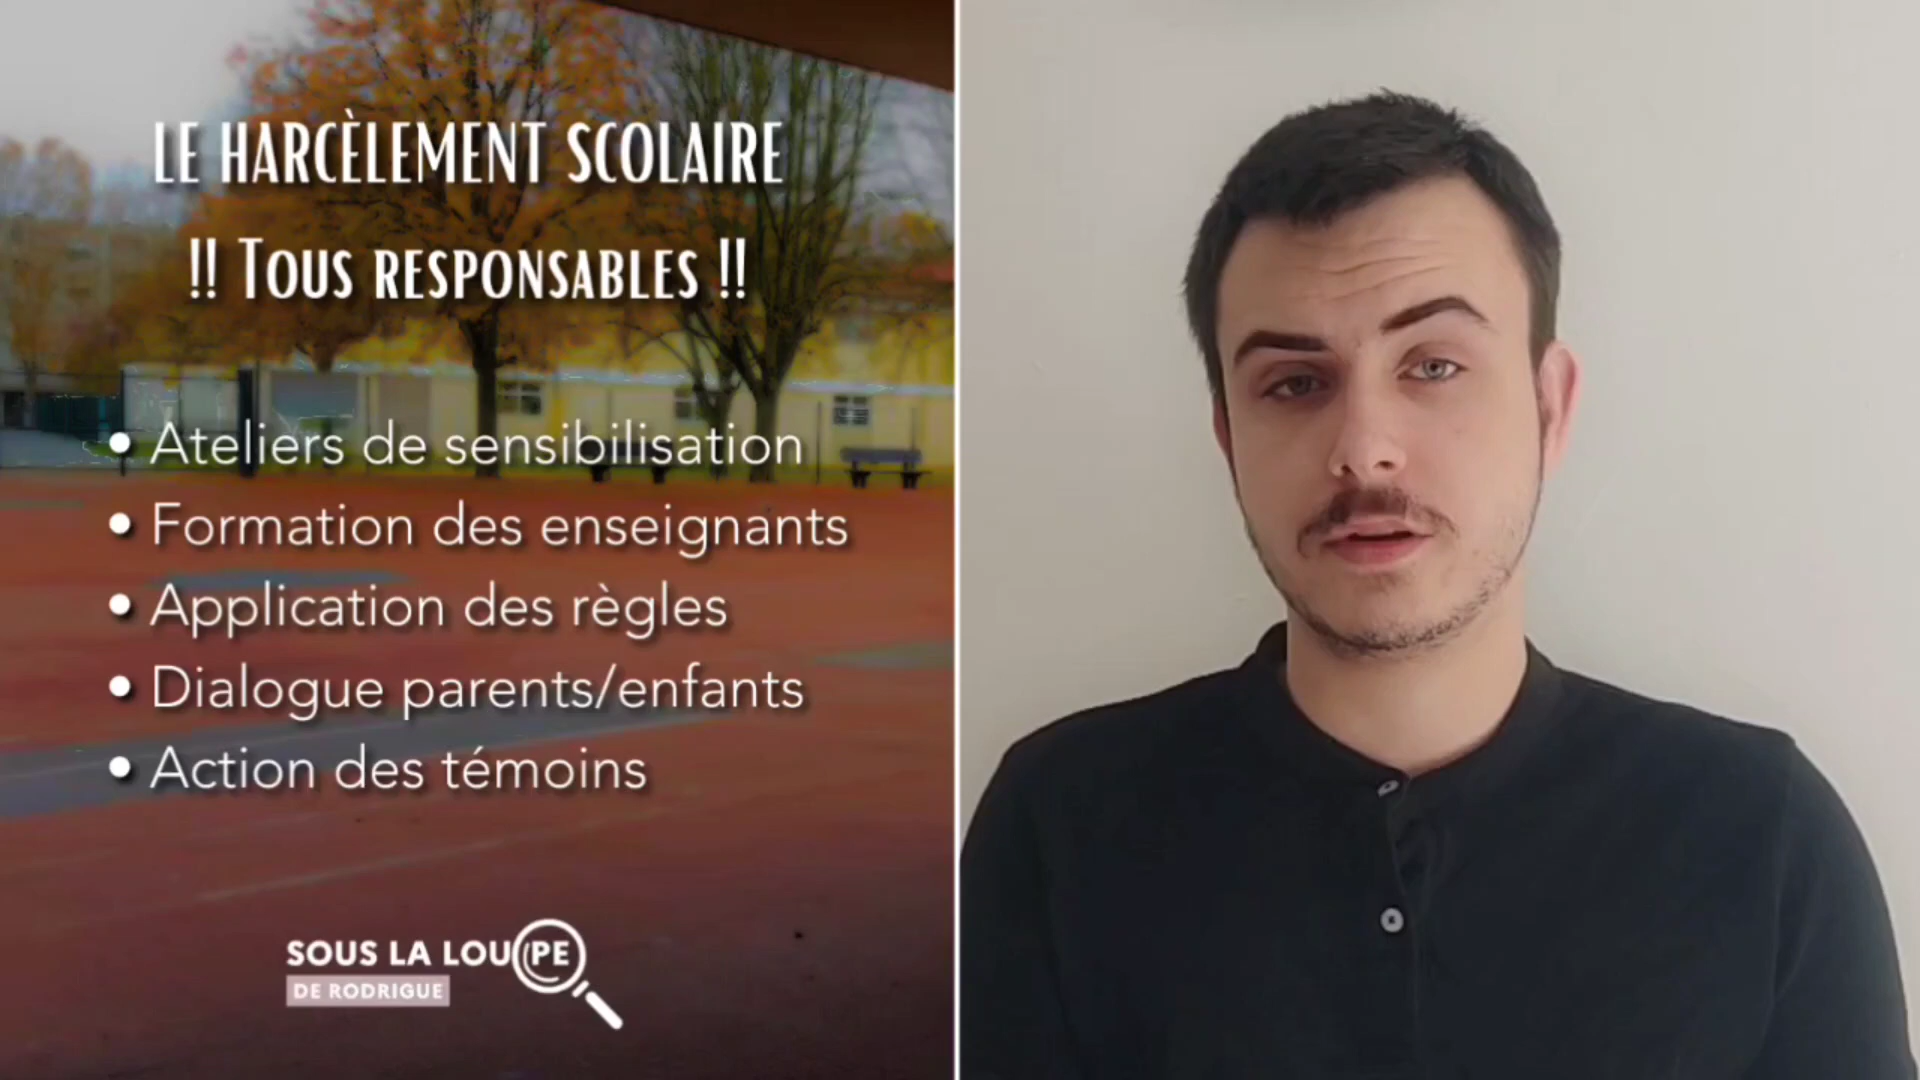 LE HARCÈLEMENT SCOLAIRE
!! TOUS RESPONSABLES !!
• Ateliers de sensibilisation
• Formation des enseignants
• Application des règles
• Dialogue parents/enfants
• Action des témoins
SOUS LA LOUPE
DE RODRIGUE